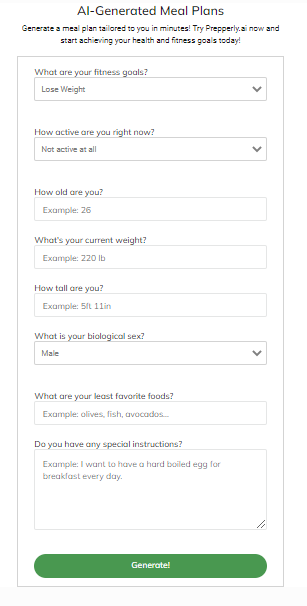 AI-Generated Meal Plans
Generate a meal plan tailored to you in minutes! Try Prepperly.ai now and
start achieving your health and fitness goals today!
What are your fitness goals?
Lose Weight
How active are you right now?
Not active at all
How old are you?
Example: 26
What's your current weight?
Example: 220 lb
How tall are you?
Example: 5ft 11in
What is your biological sex?
Male
What are your least favorite foods?
Example: olives, fish, avocados...
Do you have any special instructions?
Example: I want to have a hard boiled egg for
breakfast every day.
Generate!